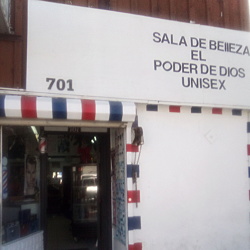 SALA DE BElleZA
EL
PODER DE DIOS
UNISEX
701